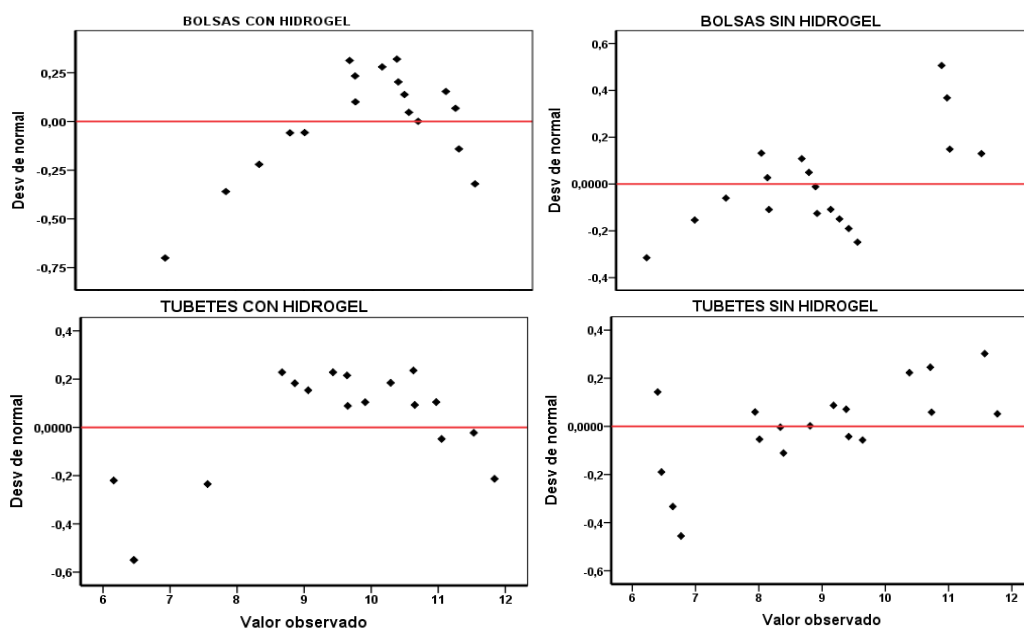 BOLSAS CON HIDROGEL
Desv de normal
0,25
0,00
-0,25
-0,50
-0,75
BOLSAS SIN HIDROGEL
Desv de normal
0,6
0,4
0,2
0,0000
-0,2
-0,4
TUBETES CON HIDROGEL
Desv de normal
0,4
0,2
0,0000
-0,2
-0,4
-0,6
6 7 8 9 10 11 12
Valor observado
TUBETES SIN HIDROGEL
Desv de normal
0,4
0,2
0,0000
-0,2
-0,4
-0,6
6 7 8 9 10 11 12
Valor observado